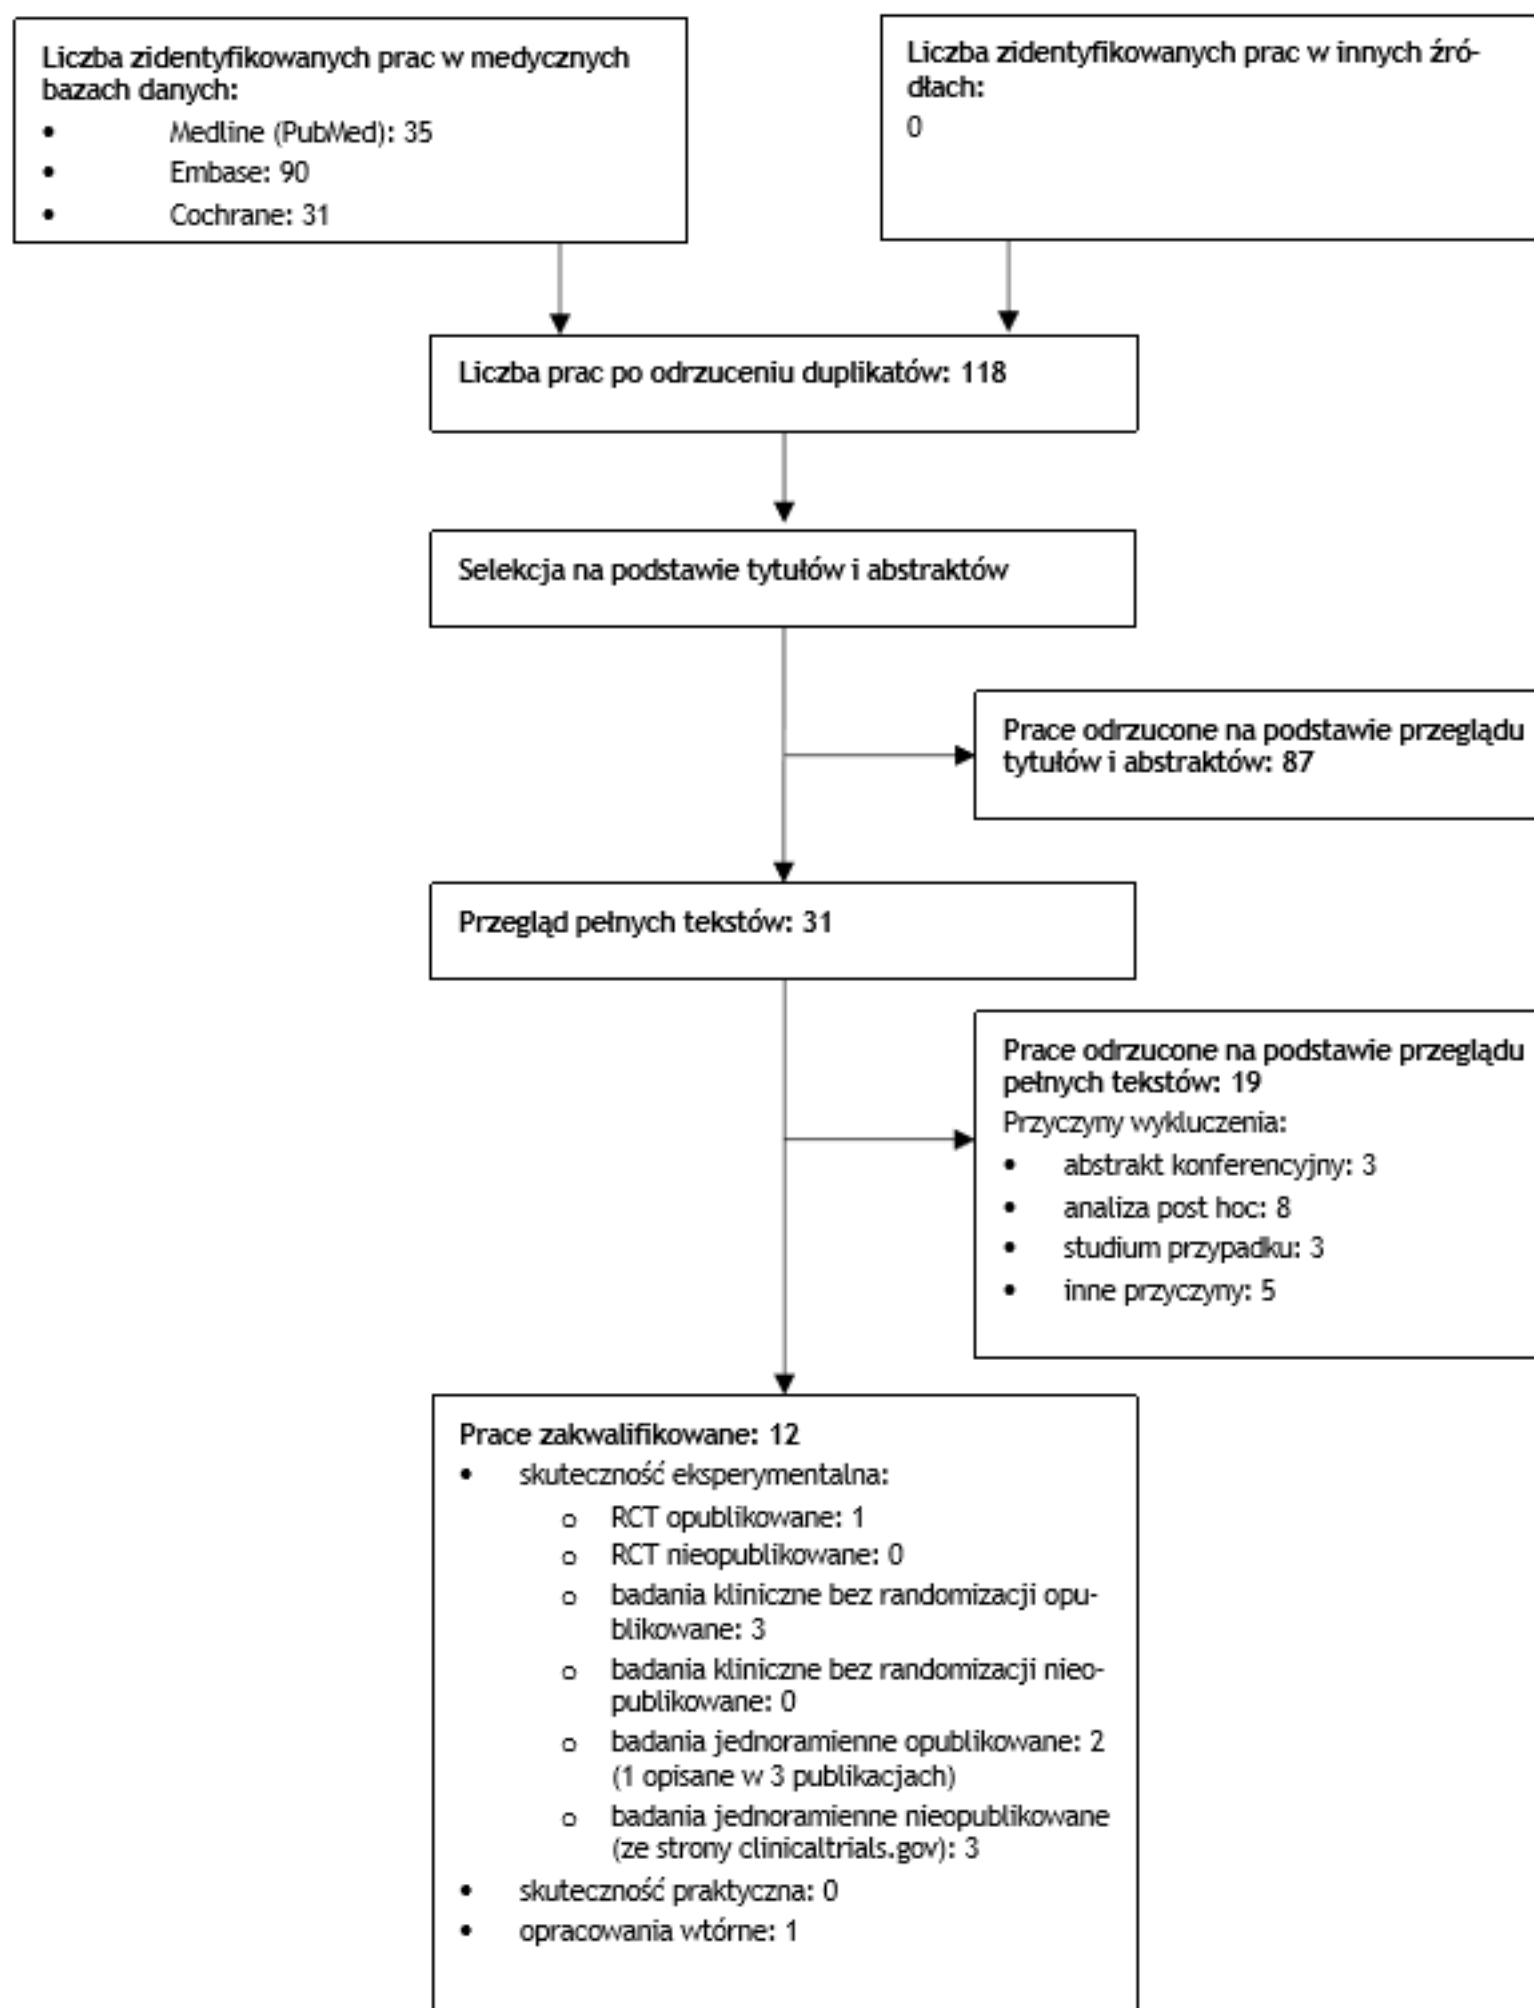 Liczba zidentyfikowanych prac w medycznych
bazach danych:
• Medline (PubMed): 35
• Embase: 90
• Cochrane: 31
Liczba zidentyfikowanych prac w innych źró-
dłach:
0
Liczba prac po odrzuceniu duplikatów: 118
Selekcja na podstawie tytułów i abstraktów
Prace odrzucone na podstawie przeglądu
tytułów i abstraktów: 87
Przegląd pełnych tekstów: 31
Prace odrzucone na podstawie przeglądu
pełnych tekstów: 19
Przyczyny wykluczenia:
• abstrakt konferencyjny: 3
• analiza post hoc: 8
• studium przypadku: 3
• inne przyczyny: 5
Prace zakwalifikowane: 12
• skuteczność eksperymentalna:
o RCT opublikowane: 1
o RCT nieopublikowane: 0
o badania kliniczne bez randomizacji opu-
blikowane: 3
o badania kliniczne bez randomizacji nieo-
publikowane: 0
o badania jednoramienne opublikowane: 2
(1 opisane w 3 publikacjach)
o badania jednoramienne nieopublikowane
(ze strony clinicaltrials.gov): 3
• skuteczność praktyczna: 0
• opracowania wtórne: 1